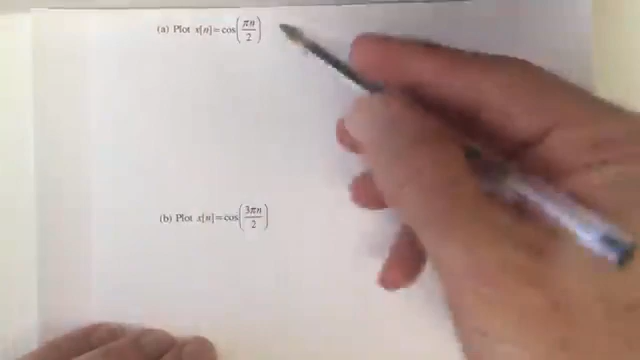 (a) Plot x[n]=cos(πn/2)
(b) Plot x[n]=cos(3πn/2)